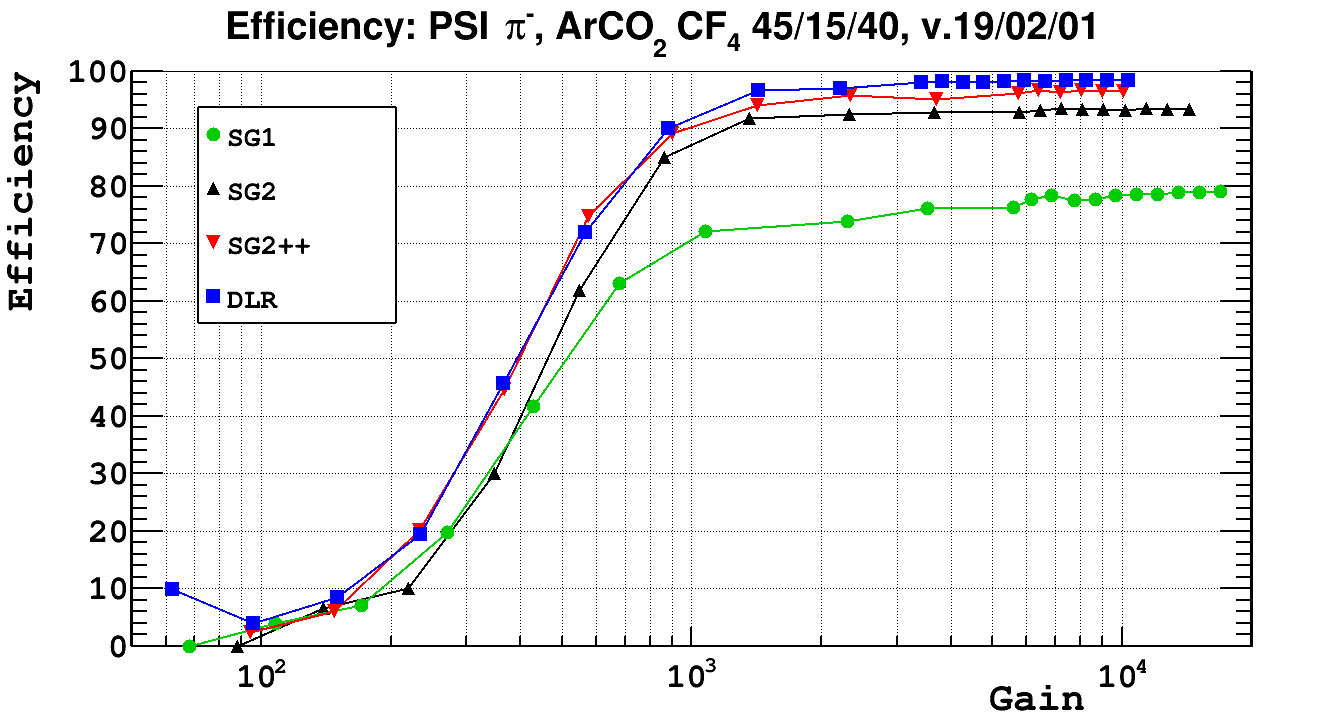 Efficiency: PSI π⁻, ArCO₂ CF₄ 45/15/40, v.19/02/01
Efficiency
100
90
80
70
60
50
40
30
20
10
0
SG1
SG2
SG2++
DLR
10² 10³ 10⁴
Gain